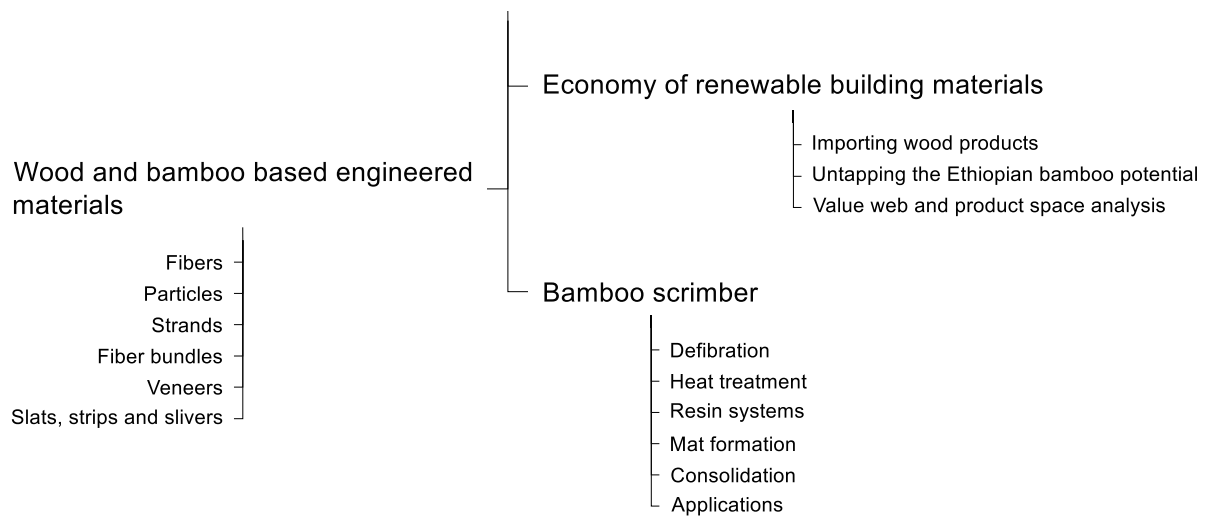 Economy of renewable building materials
Importing wood products
Untapping the Ethiopian bamboo potential
Value web and product space analysis
Wood and bamboo based engineered
materials
Fibers
Particles
Strands
Fiber bundles
Veneers
Slats, strips and slivers
Bamboo scrimber
Defibration
Heat treatment
Resin systems
Mat formation
Consolidation
Applications